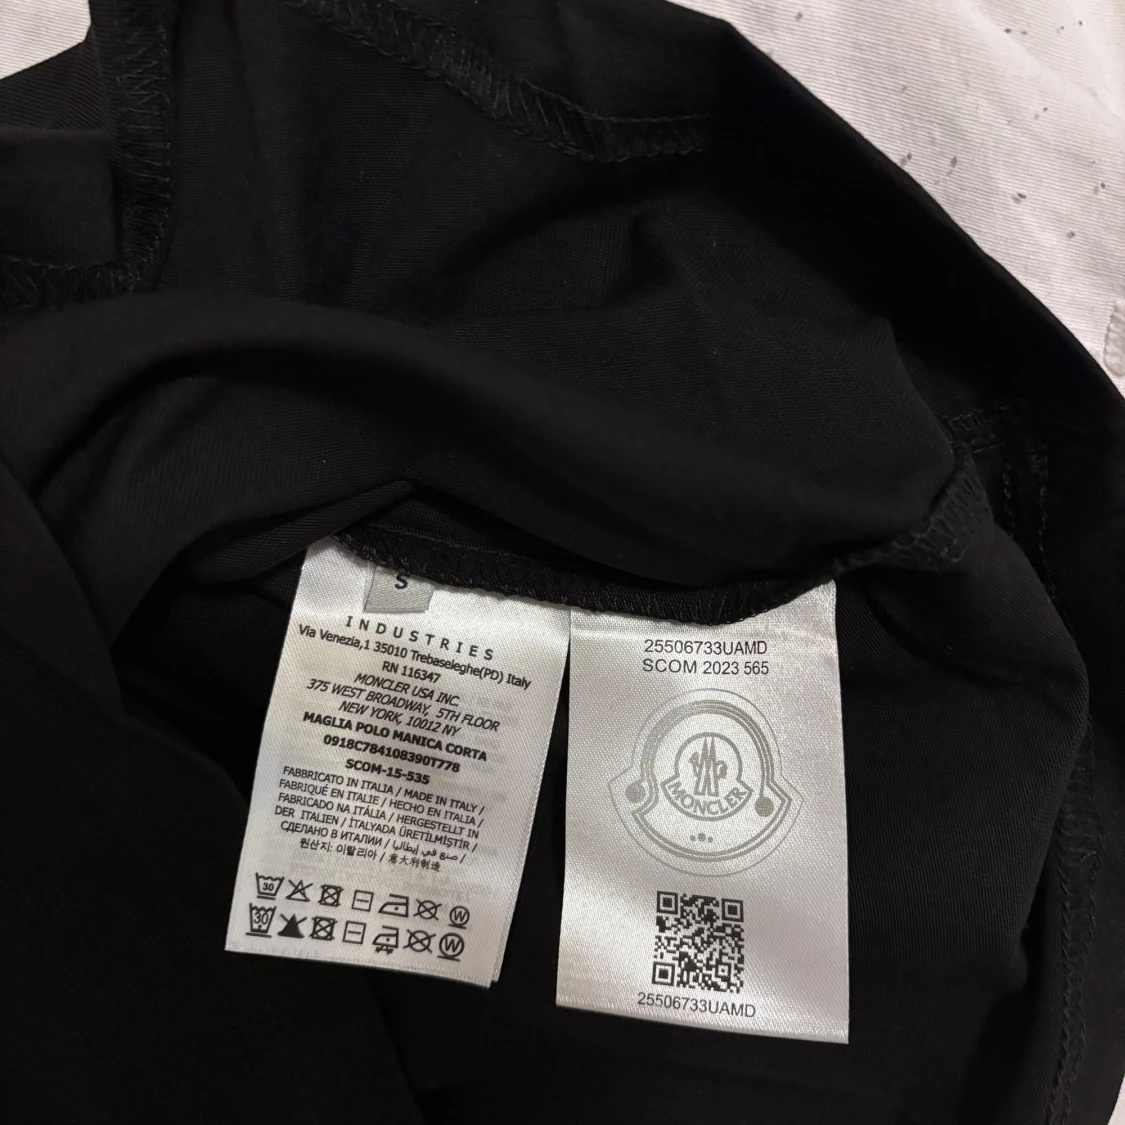 S
INDUSTRIES
Via Venezia,1 35010 Trebaseleghe(PD) Italy
RN 116347
MONCLER USA INC.
375 WEST BROADWAY, 5TH FLOOR
NEW YORK, 10012 NY
MAGLIA POLO MANICA CORTA
0918C784108390T778
SCOM-15-535
FABBRICATO IN ITALIA / MADE IN ITALY /
FABRIQUÉ EN ITALIE / HECHO EN ITALIA /
FABRICADO NA ITÁLIA / HERGESTELLT IN
DER ITALIEN / İTALYADA ÜRETİLMİŞTİR /
СДЕЛАНО В ИТАЛИИ / صنع في إيطاليا /
원산지: 이탈리아 / 意大利制造
30
30
W
W
25506733UAMD
SCOM 2023 565
MONCLER
25506733UAMD